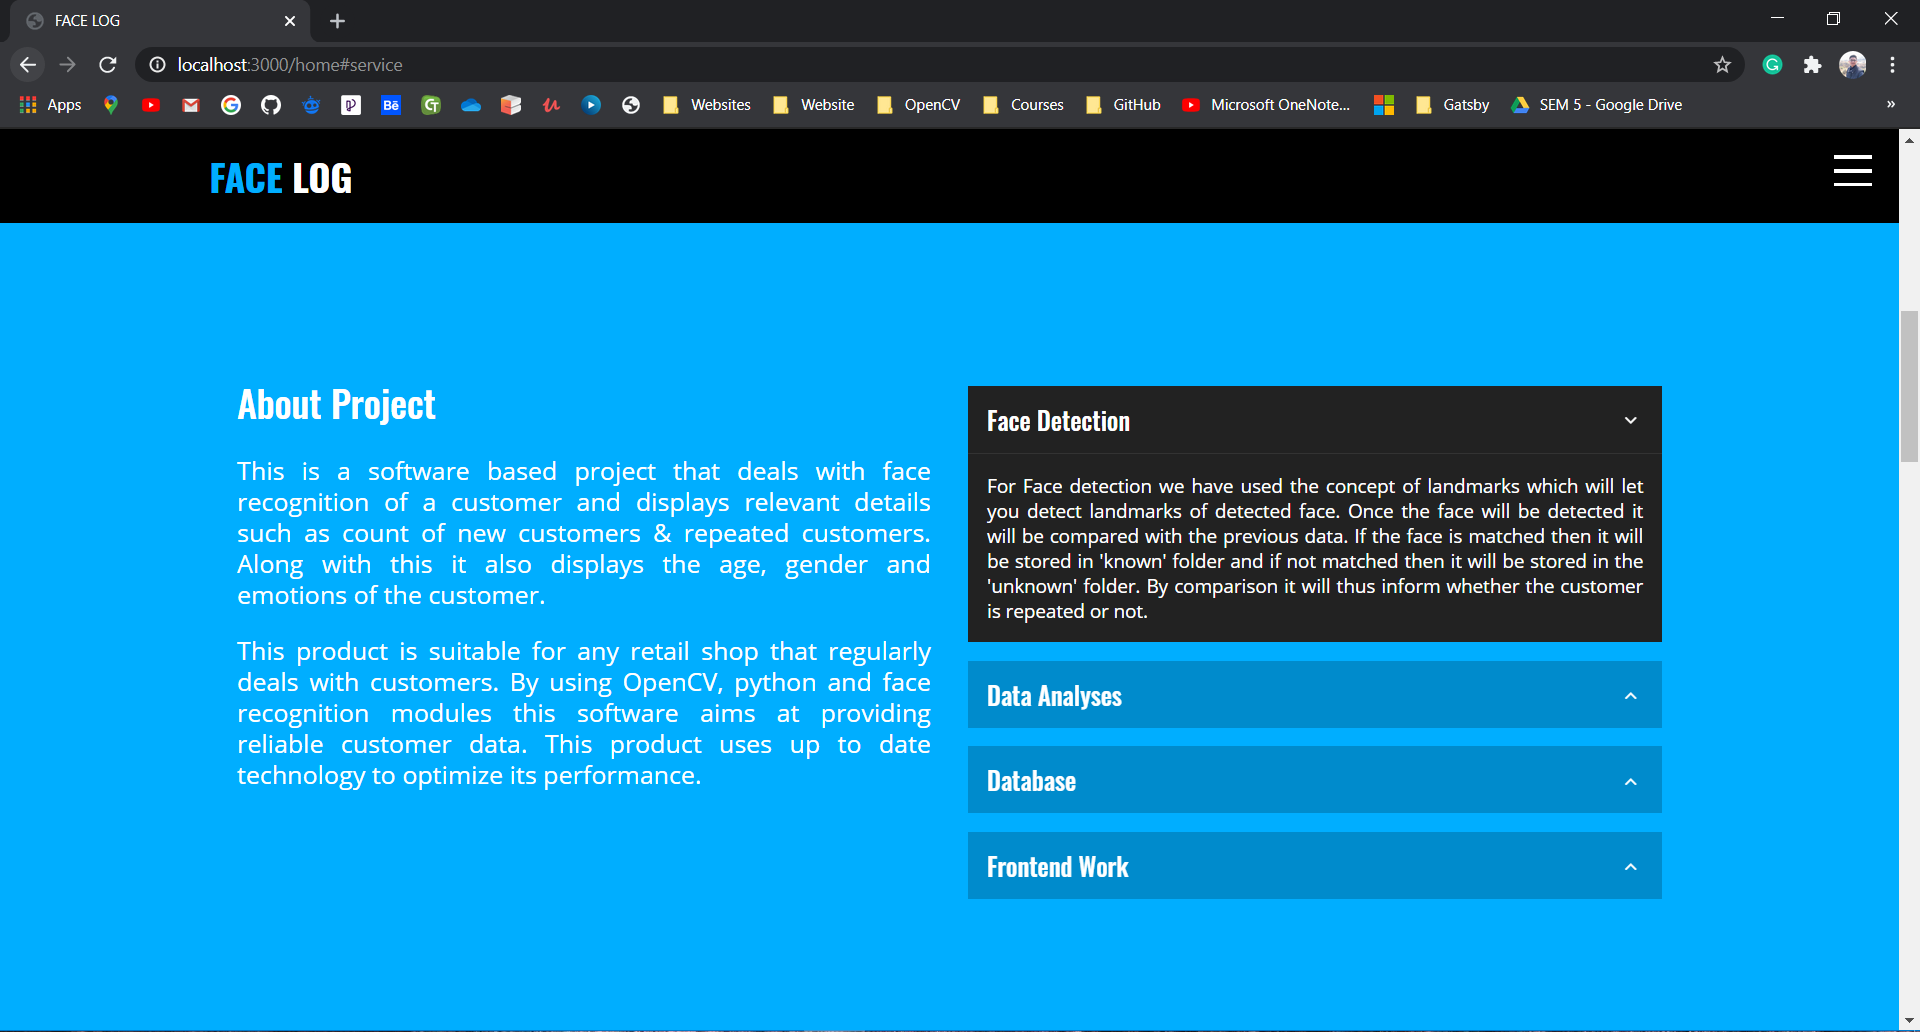 FACE LOG
localhost:3000/home#service
Apps
Bē
Websites
Website
OpenCV
Courses
GitHub
Microsoft OneNote...
Gatsby
SEM 5 - Google Drive
»
FACE LOG
About Project
This is a software based project that deals with face
recognition of a customer and displays relevant details
such as count of new customers & repeated customers.
Along with this it also displays the age, gender and
emotions of the customer.
This product is suitable for any retail shop that regularly
deals with customers. By using OpenCV, python and face
recognition modules this software aims at providing
reliable customer data. This product uses up to date
technology to optimize its performance.
Face Detection
For Face detection we have used the concept of landmarks which will let
you detect landmarks of detected face. Once the face will be detected it
will be compared with the previous data. If the face is matched then it will
be stored in 'known' folder and if not matched then it will be stored in the
'unknown' folder. By comparison it will thus inform whether the customer
is repeated or not.
Data Analyses
Database
Frontend Work